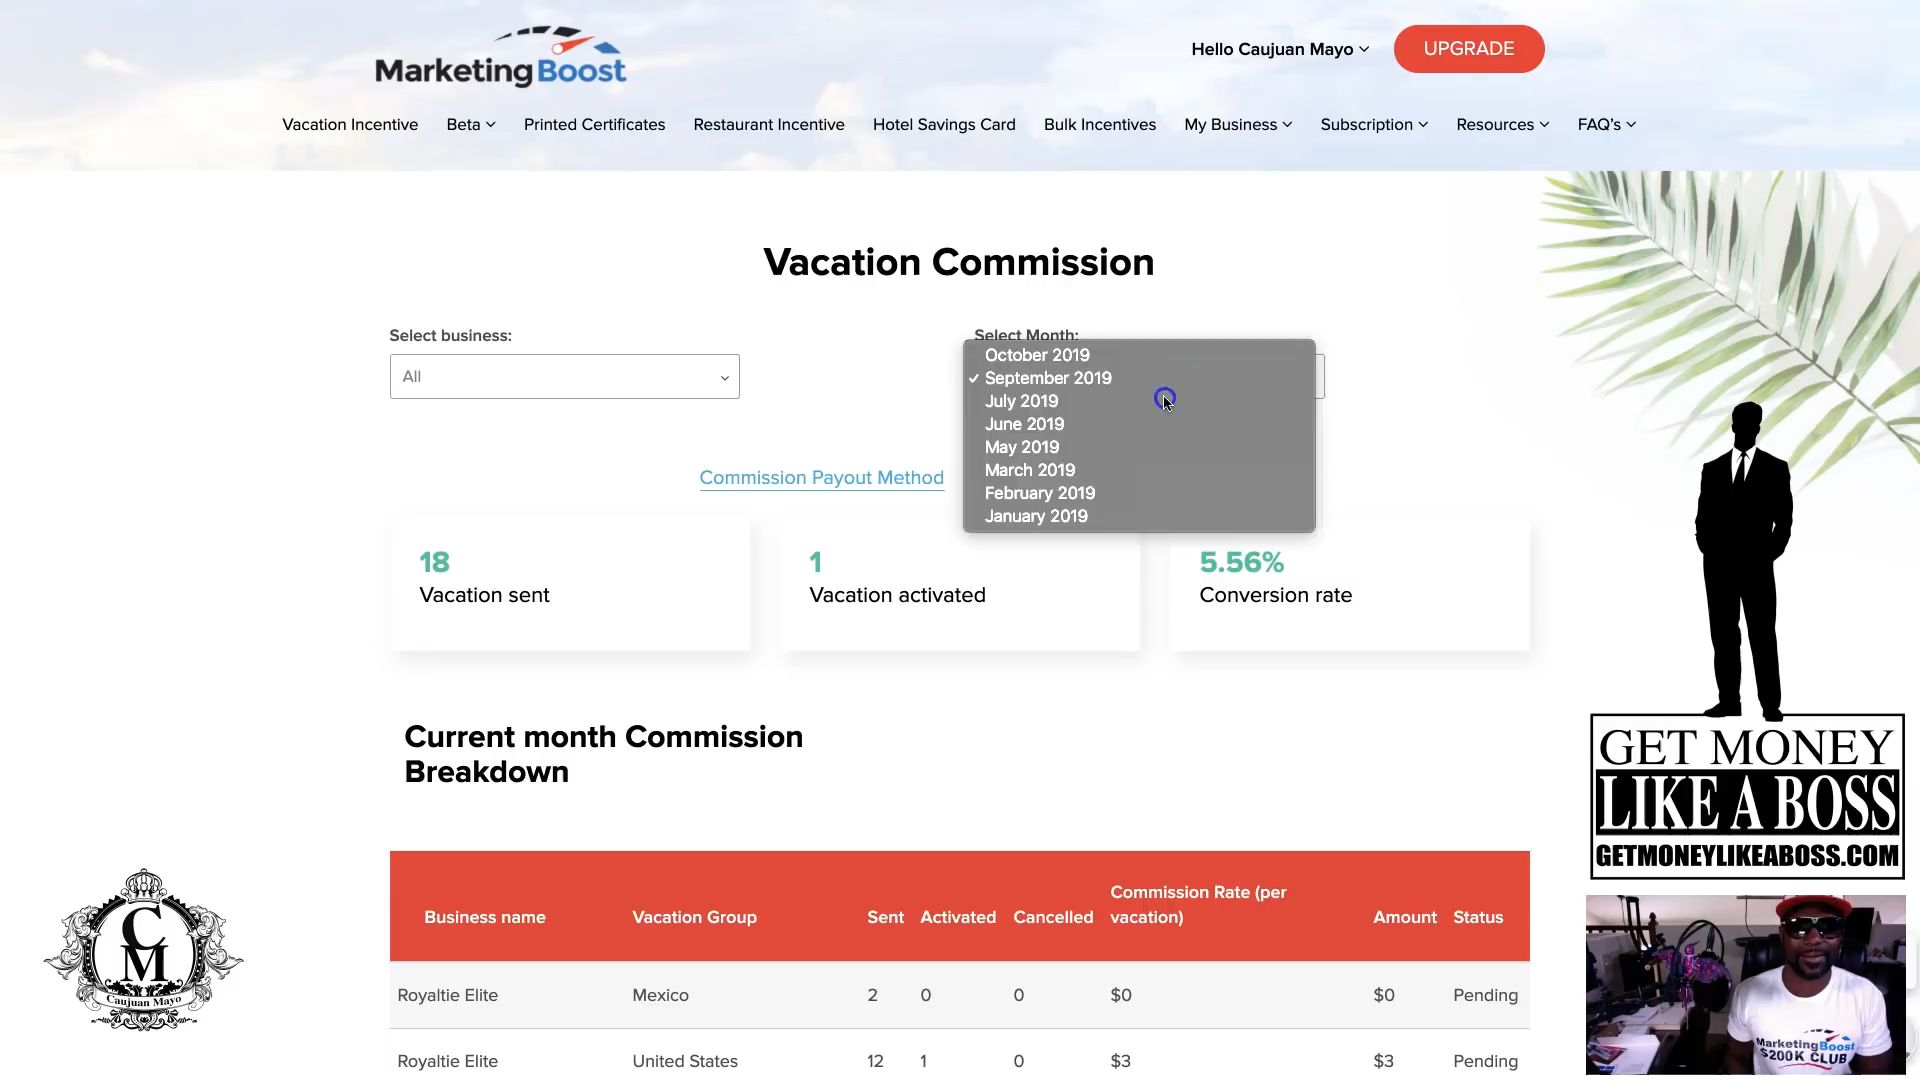 MarketingBoost
Hello Caujuan Mayo
UPGRADE
Vacation Incentive Beta Printed Certificates Restaurant Incentive Hotel Savings Card Bulk Incentives My Business Subscription Resources FAQ's
Vacation Commission
Select business:
All
Select Month:
October 2019
✓ September 2019
July 2019
June 2019
May 2019
March 2019
February 2019
January 2019
Commission Payout Method
18
Vacation sent
1
Vacation activated
5.56%
Conversion rate
Current month Commission
Breakdown
Business name Vacation Group Sent Activated Cancelled Commission Rate (per
vacation) Amount Status
Royaltie Elite Mexico 2 0 0 $0 $0 Pending
Royaltie Elite United States 12 1 0 $3 $3 Pending
GET MONEY
LIKE A BOSS
GETMONEYLIKEABOSS.COM
C
M
Caujuan Mayo
MarketingBoost
$200K CLUB